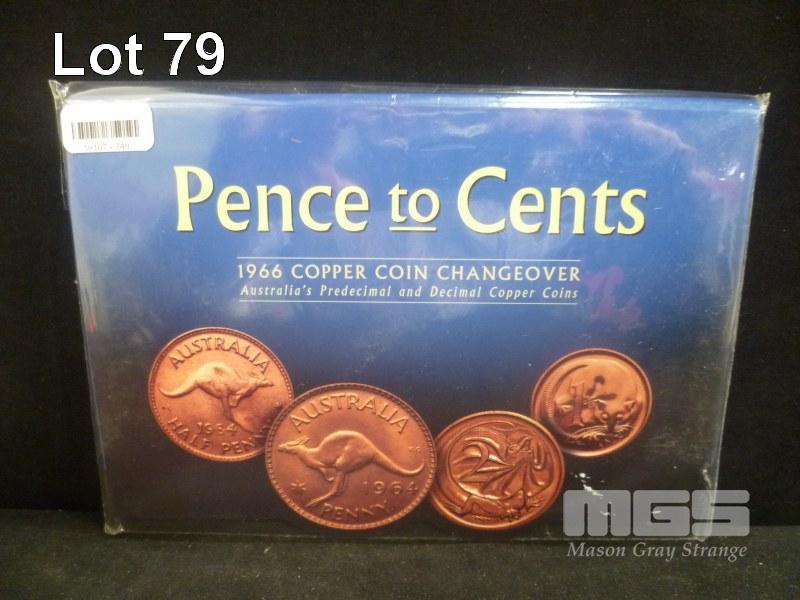 Lot 79
Pence to Cents
1966 COPPER COIN CHANGEOVER
Australia's Predecimal and Decimal Copper Coins
AUSTRALIA
1964
HALF PENNY
AUSTRALIA
1964
PENNY
2
1
MGS
Mason Gray Strange